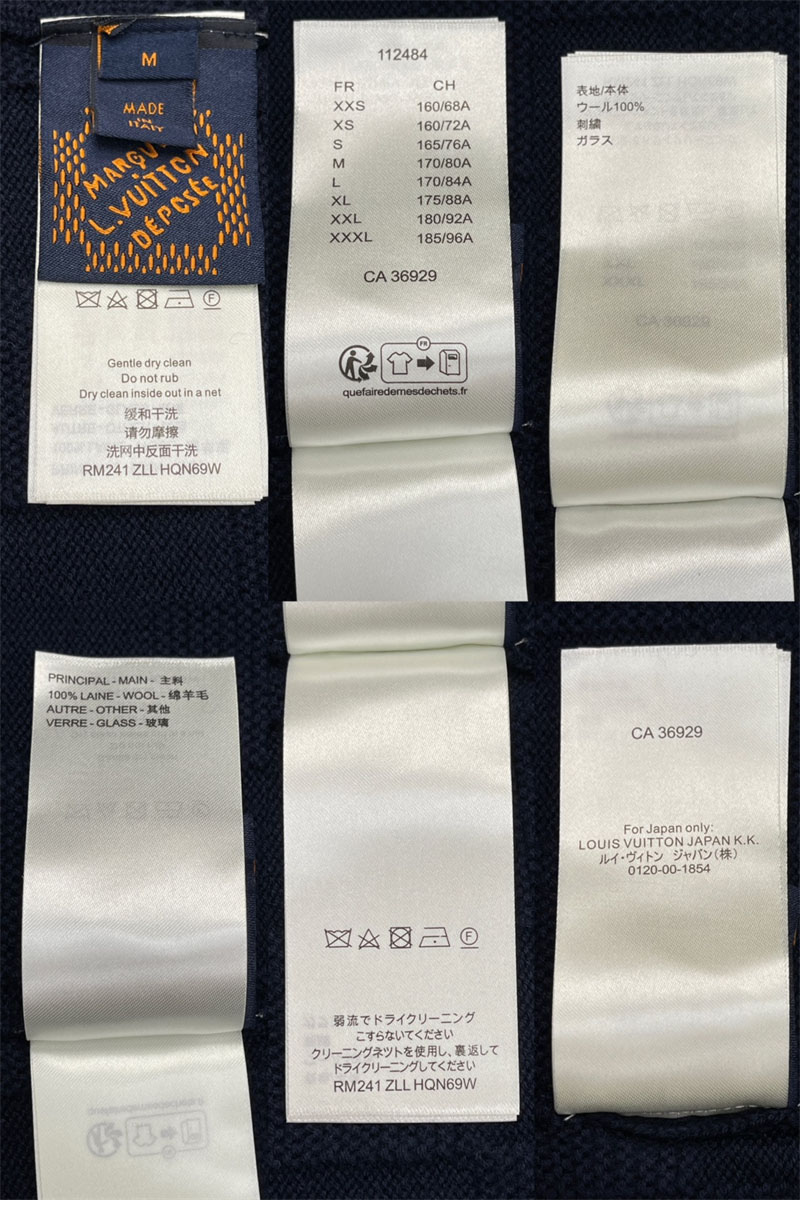 M
MADE
IN
MARQU
L.VUITTON
DÉPOSÉE
Gentle dry clean
Do not rub
Dry clean inside out in a net
缓和干洗
请勿摩擦
洗网中反面干洗
RM241 ZLL HQN69W
112484
FR CH
XXS 160/68A
XS 160/72A
S 165/76A
M 170/80A
L 170/84A
XL 175/88A
XXL 180/92A
XXXL 185/96A
CA 36929
FR
quefairedemesdechets.fr
表地/本体
ウール100%
刺繍
ガラス
PRINCIPAL - MAIN - 主料
100% LAINE - WOOL - 绵羊毛
AUTRE - OTHER - 其他
VERRE - GLASS - 玻璃
F
弱流でドライクリーニング
こすらないでください
クリーニングネツトを使用し、裏返して
ドライクリーニングしてください
RM241 ZLL HQN69W
CA 36929
For Japan only:
LOUIS VUITTON JAPAN K.K.
ルイ・ヴィトン ジャパン(株)
0120-00-1854